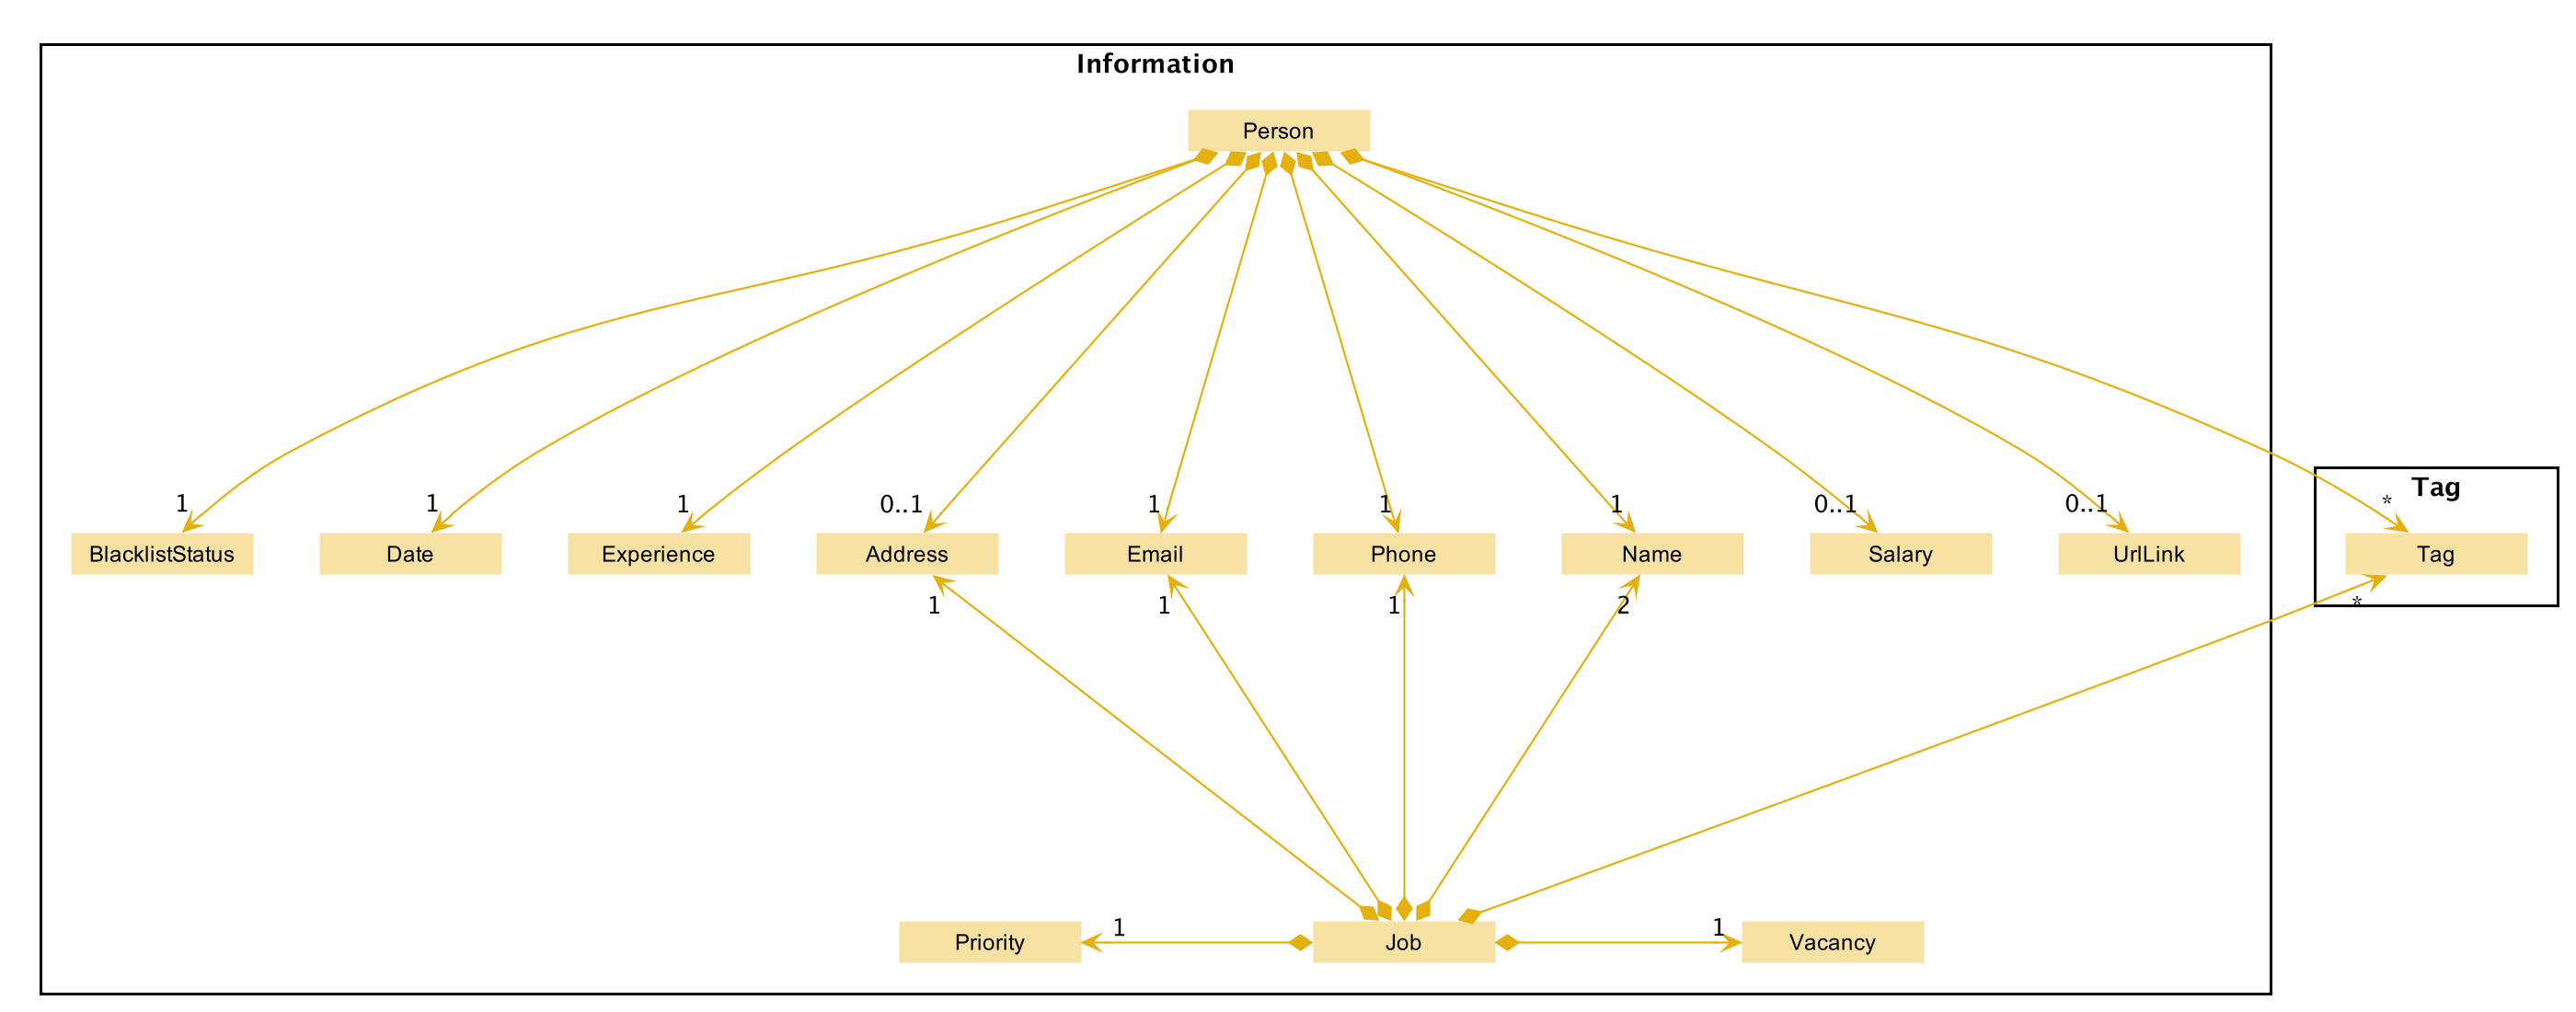 Information
Person
1
1
1
0..1
1
1
1
0..1
0..1
*
Tag
BlacklistStatus
Date
Experience
Address
Email
Phone
Name
Salary
UrlLink
Tag
1
1
1
2
*
Priority
1
Job
1
Vacancy